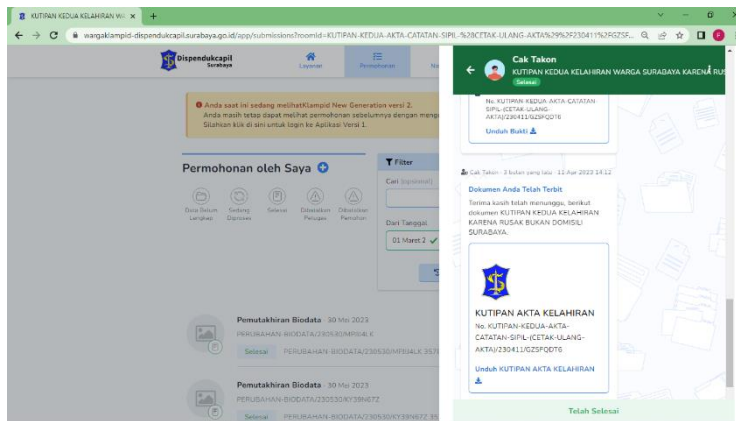 KUTIPAN KEDUA KELAHIRAN WA
wargaklampid-dispendukcapil.surabaya.go.id/app/submissions?roomid=KUTIPAN-KEDUA-AKTA-CATATAN-SIPIL-%28CETAK-ULANG-AKTA%29%2F230411%2FGZSF...
Dispendukcapil
Surabaya
Layanan
Permohonan
Anda saat ini sedang melihatKlampid New Generation versi 2.
Anda masih tetap dapat melihat permohonan sebelumnya dengan
Silahkan klik di sini untuk login ke Aplikasi Versi 1.
Permohonan oleh Saya
Data Belum Lengkap
Sedang Diproses
Selesai
Dibatalkan Petugas
Dibatalkan Pemohon
Filter
Cari (opsional)
Dari Tanggal
01 Maret 2
Pemutakhiran Biodata - 30 Mei 2023
Selesai
Pemutakhiran Biodata - 30 Mei 2023
PERUBAHAN-BIODATA/230530/KY39N67Z
Selesai
Cak Takon
KUTIPAN KEDUA KELAHIRAN WARGA SURABAYA KARENA RUS
Selesai
No. KUTIPAN-KEDUA-AKTA-CATATAN-
SIPIL-(CETAK-ULANG-
AKTA)/230411/GZSFQDT6
Unduh Bukti
Cak Takon - 3 bulan yang lalu - 11-Apr-2023 14:12
Dokumen Anda Telah Terbit
Terima kasih telah menunggu, berikut
dokumen KUTIPAN KEDUA KELAHIRAN
KARENA RUSAK BUKAN DOMISILI
SURABAYA.
KUTIPAN AKTA KELAHIRAN
No. KUTIPAN-KEDUA-AKTA-
CATATAN-SIPIL-(CETAK-ULANG-
AKTA)/230411/GZSFQDT6
Unduh KUTIPAN AKTA KELAHIRAN
Telah Selesai